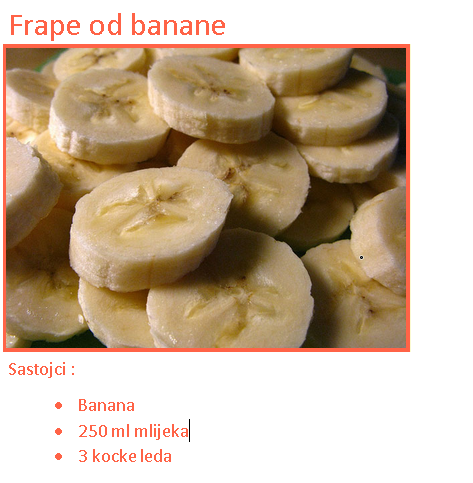 Frape od banane
Sastojci :
• Banana
• 250 ml mlijeka
• 3 kocke leda